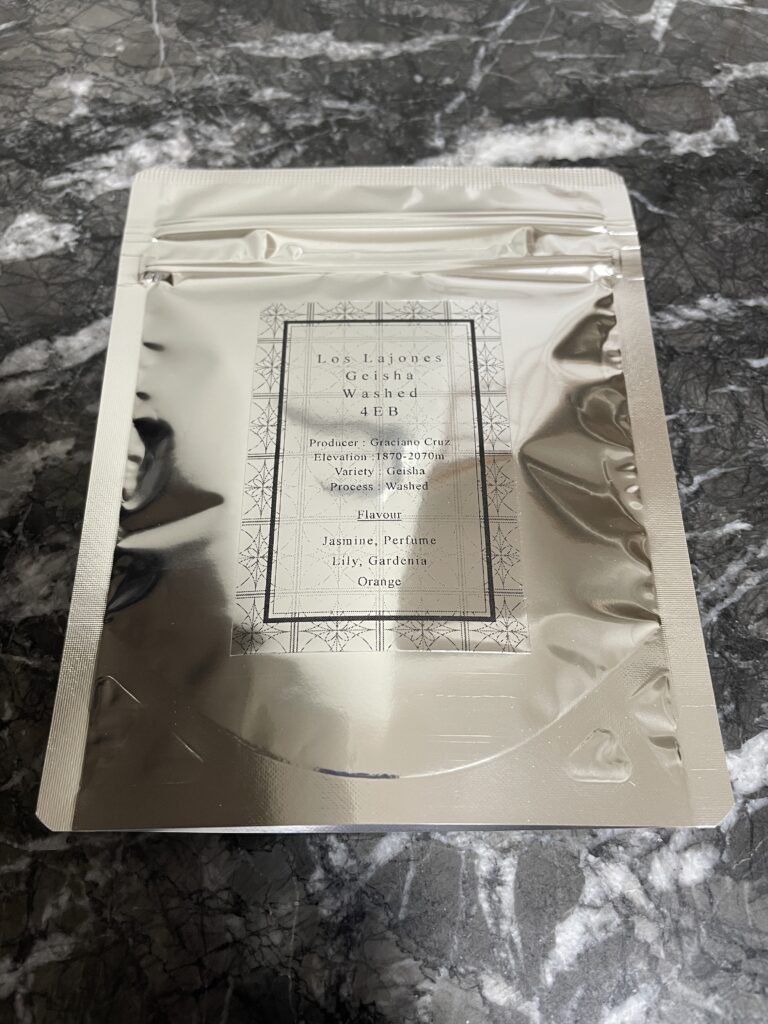 Los Lajones
Geisha
Washed
4EB
Producer : Graciano Cruz
Elevation :1870-2070m
Variety : Geisha
Process : Washed
Flavour
Jasmine, Perfume
Lily, Gardenia
Orange